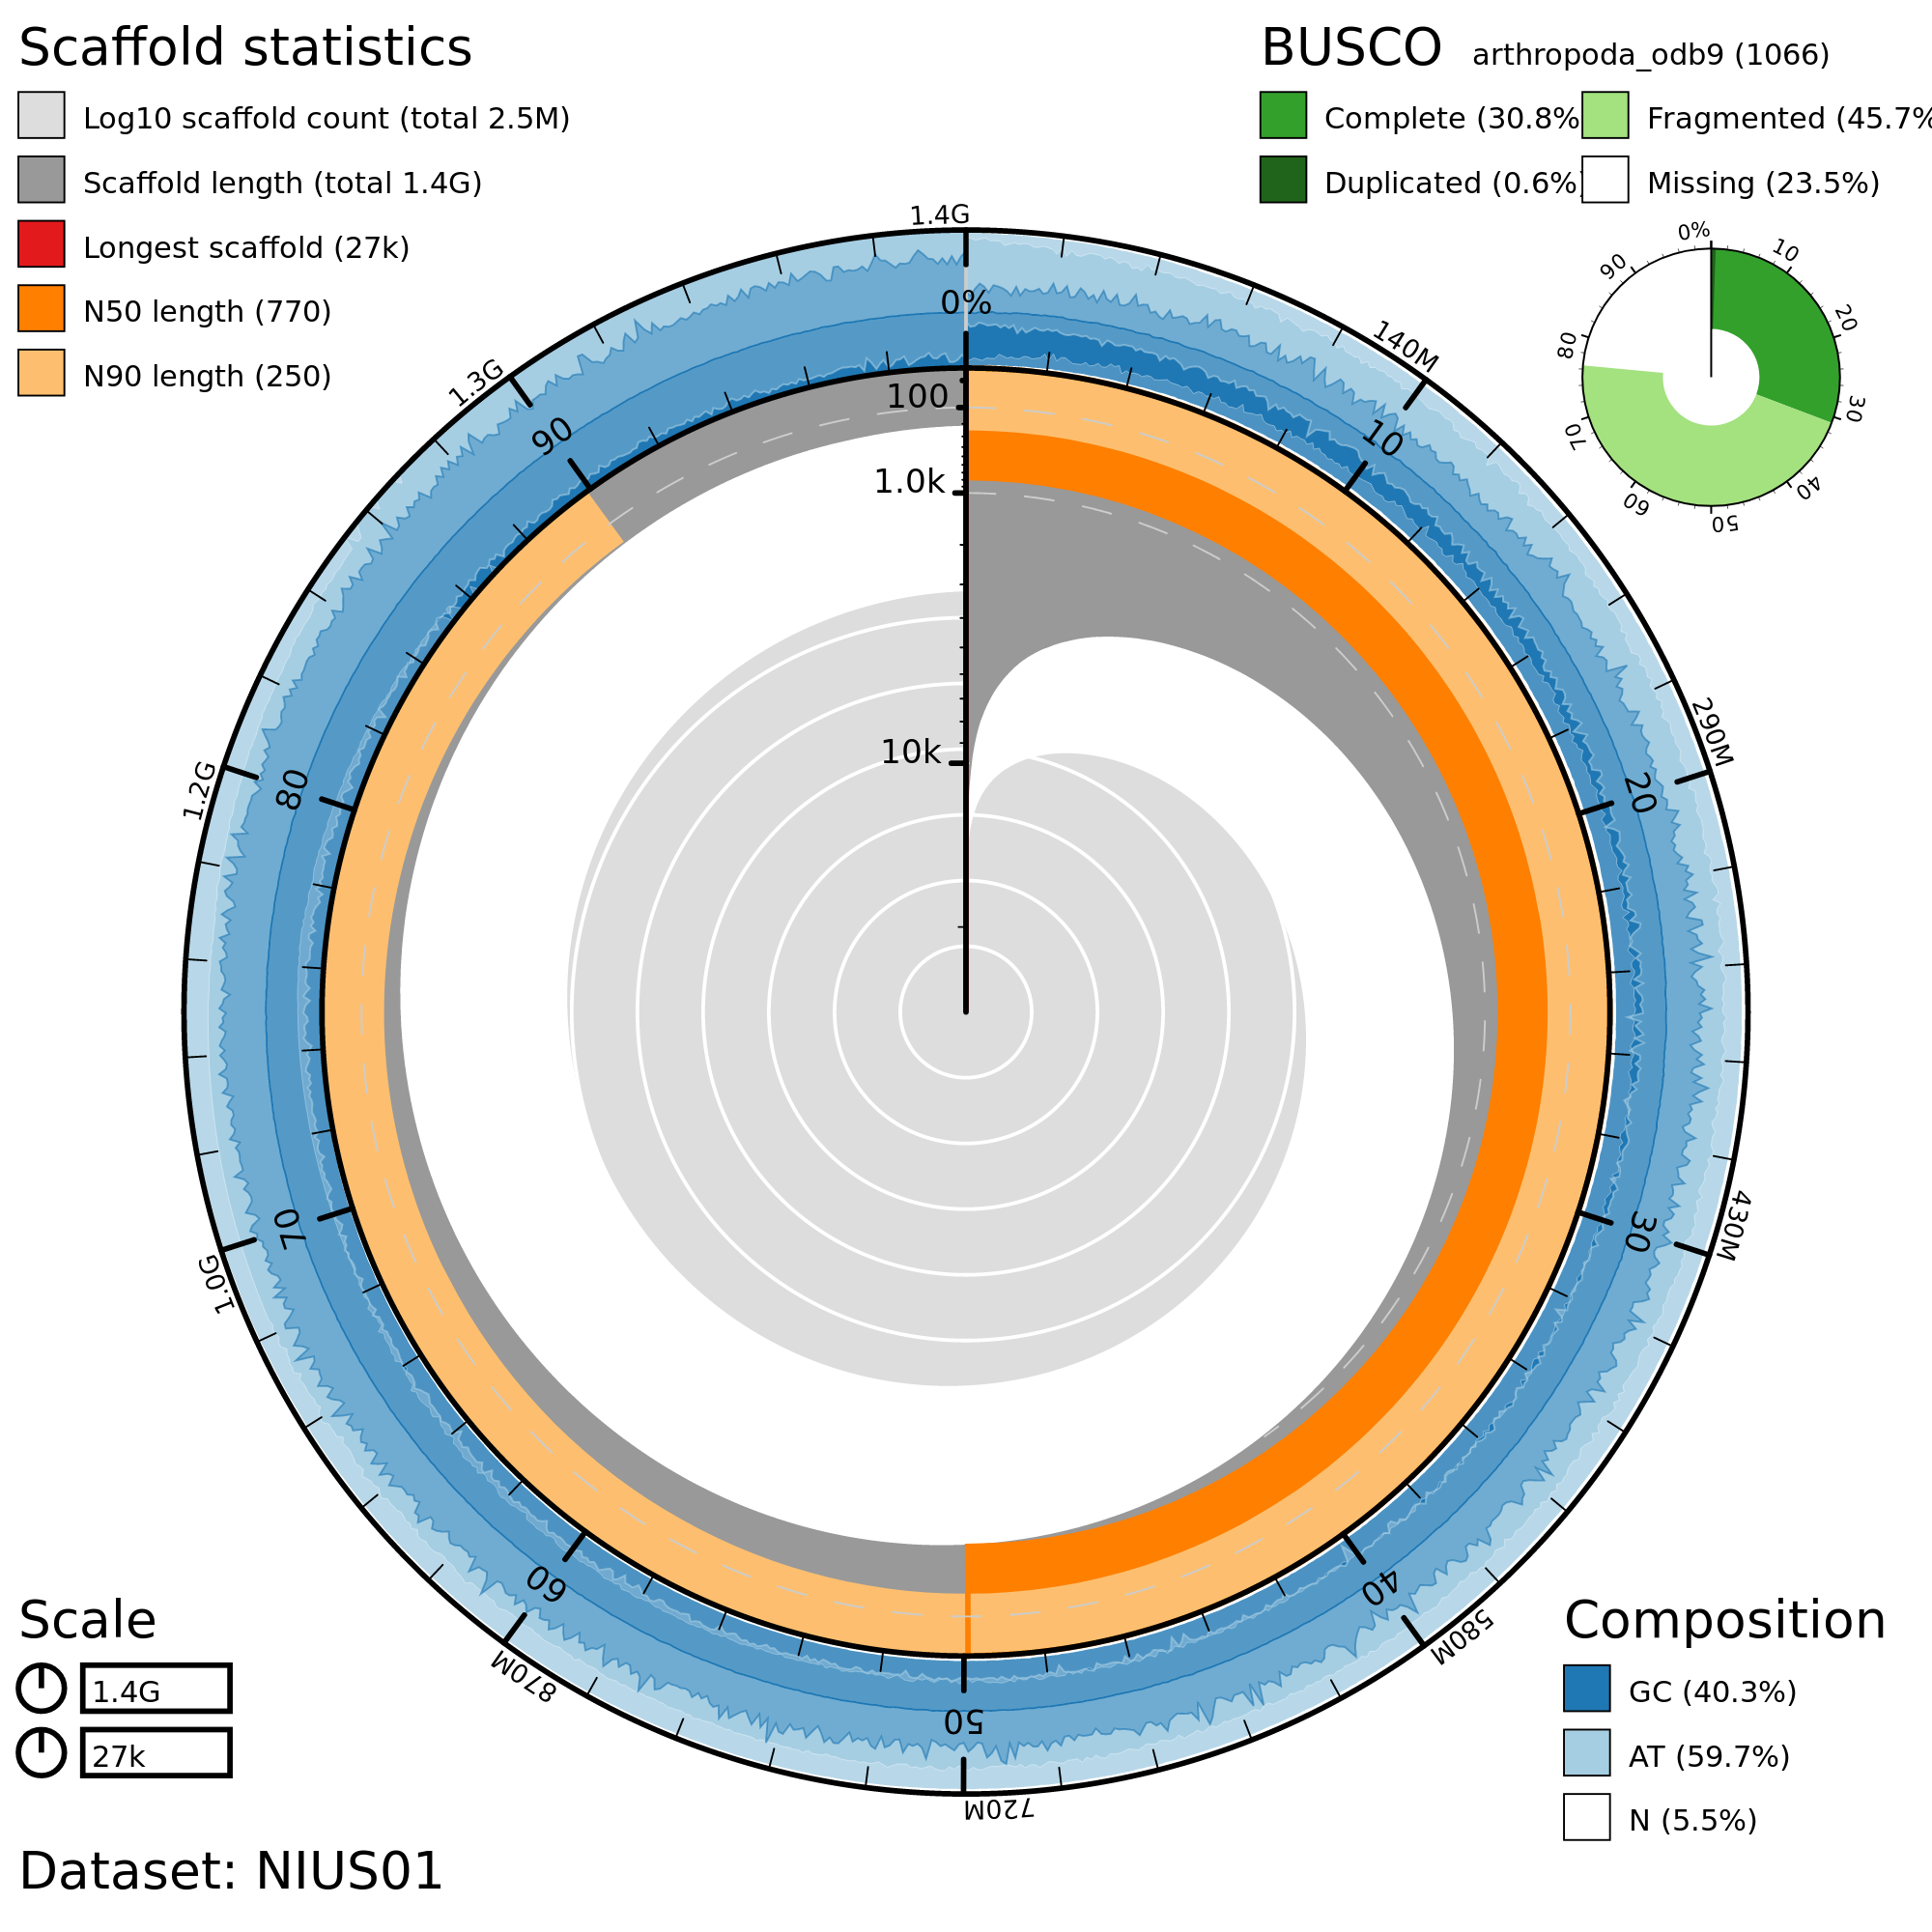 Scaffold statistics
Log10 scaffold count (total 2.5M)
Scaffold length (total 1.4G)
Longest scaffold (27k)
N50 length (770)
N90 length (250)
BUSCO arthropoda_odb9 (1066)
Complete (30.8% Fragmented (45.7%
Duplicated (0.6%) Missing (23.5%)
0%
10
20
30
40
50
60
70
80
90
1.4G
140M
290M
430M
580M
720M
870M
1.0G
1.2G
1.3G
0%
10
20
30
40
50
60
70
80
90
100
1.0k
10k
Scale
1.4G
27k
Composition
GC (40.3%)
AT (59.7%)
N (5.5%)
Dataset: NIUS01